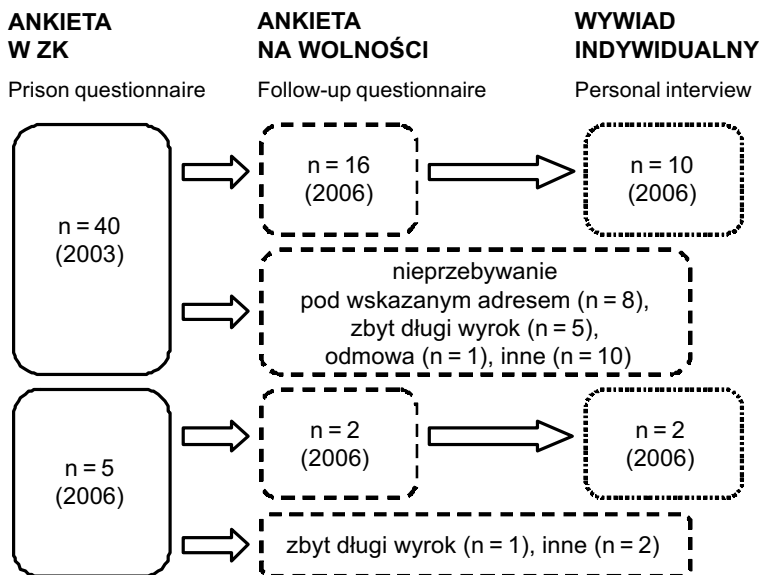 ANKIETA
W ZK
Prison questionnaire
ANKIETA
NA WOLNOŚCI
Follow-up questionnaire
WYWIAD
INDYWIDUALNY
Personal interview
n = 40
(2003)
n = 16
(2006)
n = 10
(2006)
nieprzebywanie
pod wskazanym adresem (n = 8),
zbyt długi wyrok (n = 5),
odmowa (n = 1), inne (n = 10)
n = 5
(2006)
n = 2
(2006)
n = 2
(2006)
zbyt długi wyrok (n = 1), inne (n = 2)